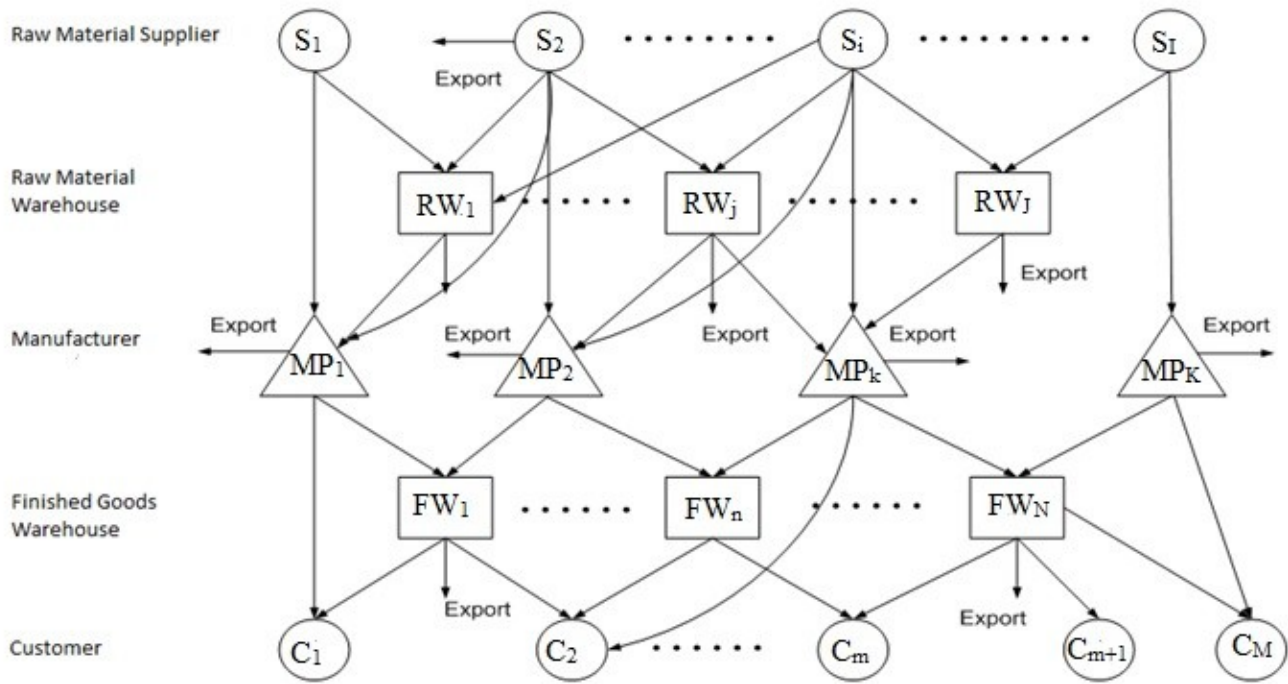 Raw Material Supplier
S1
S2
Si
SI
Export
Raw Material
Warehouse
RW.1
RWj
RWJ
Export
Manufacturer
Export
Export
Export
Export
Export
MP1
MP2
MPk
MPK
Finished Goods
Warehouse
FW1
FWn
FWN
Export
Export
Customer
C1
C2
Cm
Cm+1
CM